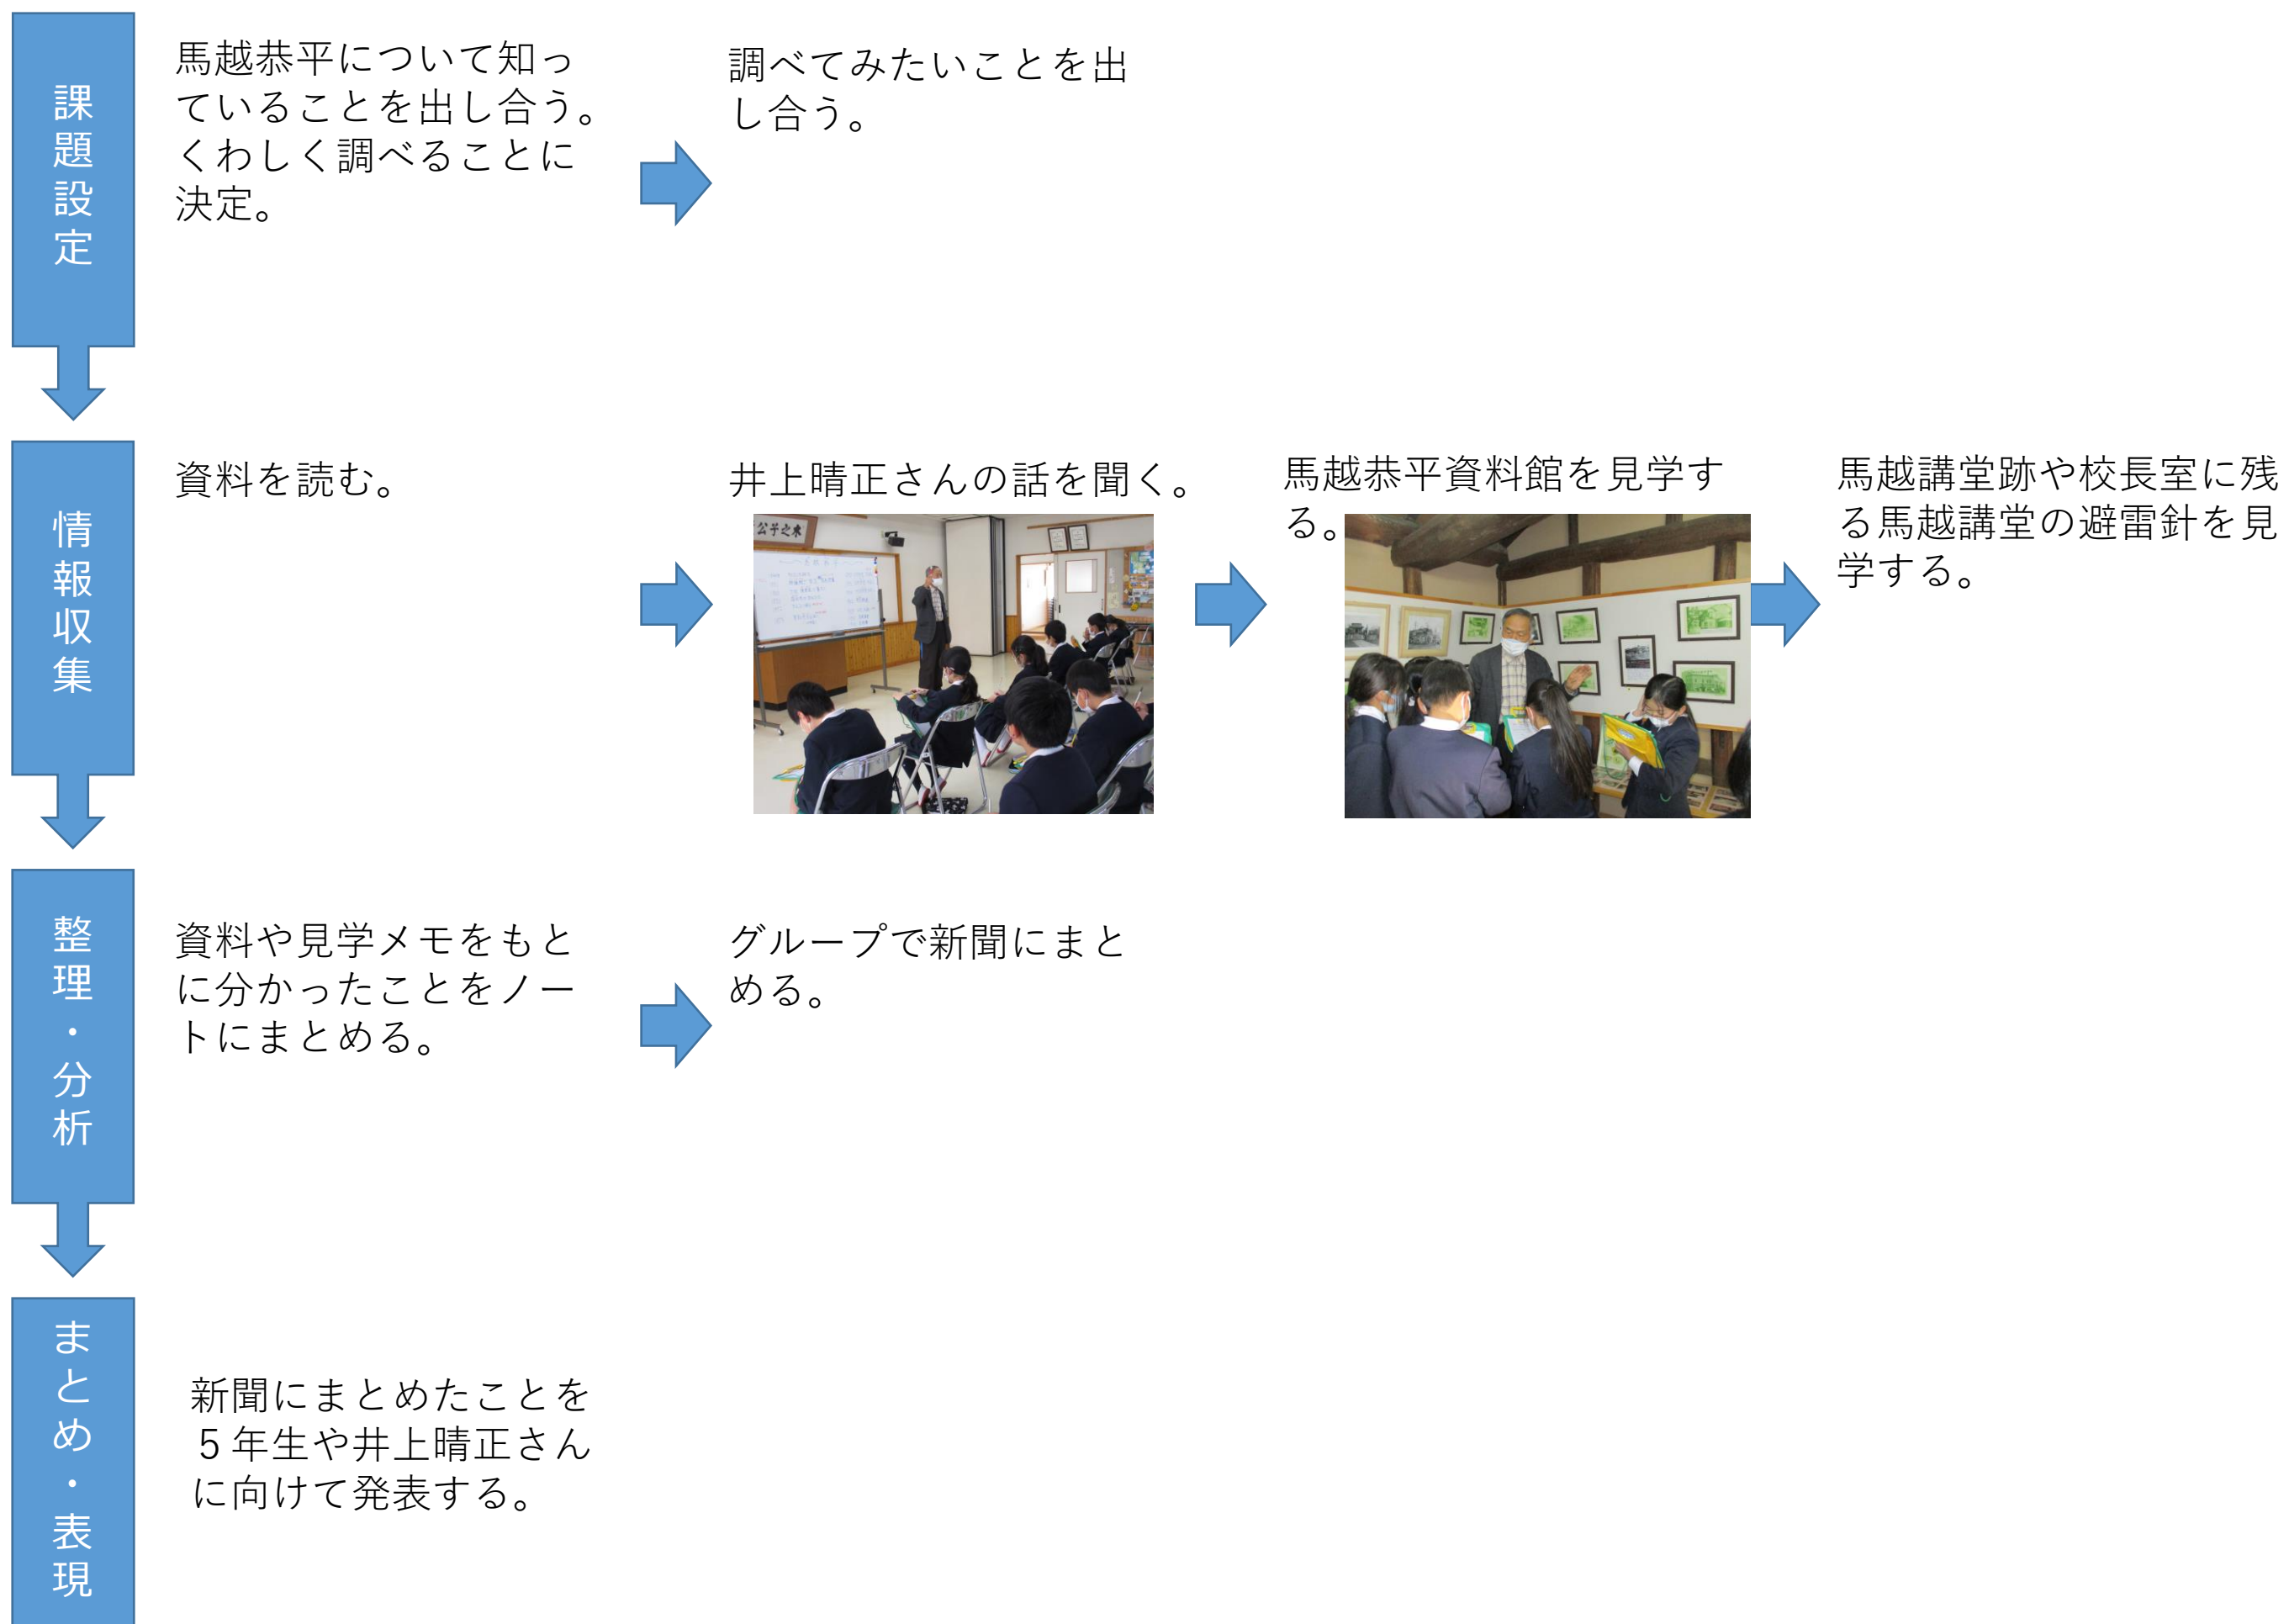 課題設定
馬越恭平について知っ
ていることを出し合う。
くわしく調べることに
決定。
調べてみたいことを出
し合う。
情報収集
資料を読む。
井上晴正さんの話を聞く。
馬越恭平資料館を見学す
る。
馬越講堂跡や校長室に残
る馬越講堂の避雷針を見
学する。
整理・分析
資料や見学メモをもと
に分かったことをノー
トにまとめる。
グループで新聞にまと
める。
まとめ・表現
新聞にまとめたことを
５年生や井上晴正さん
に向けて発表する。